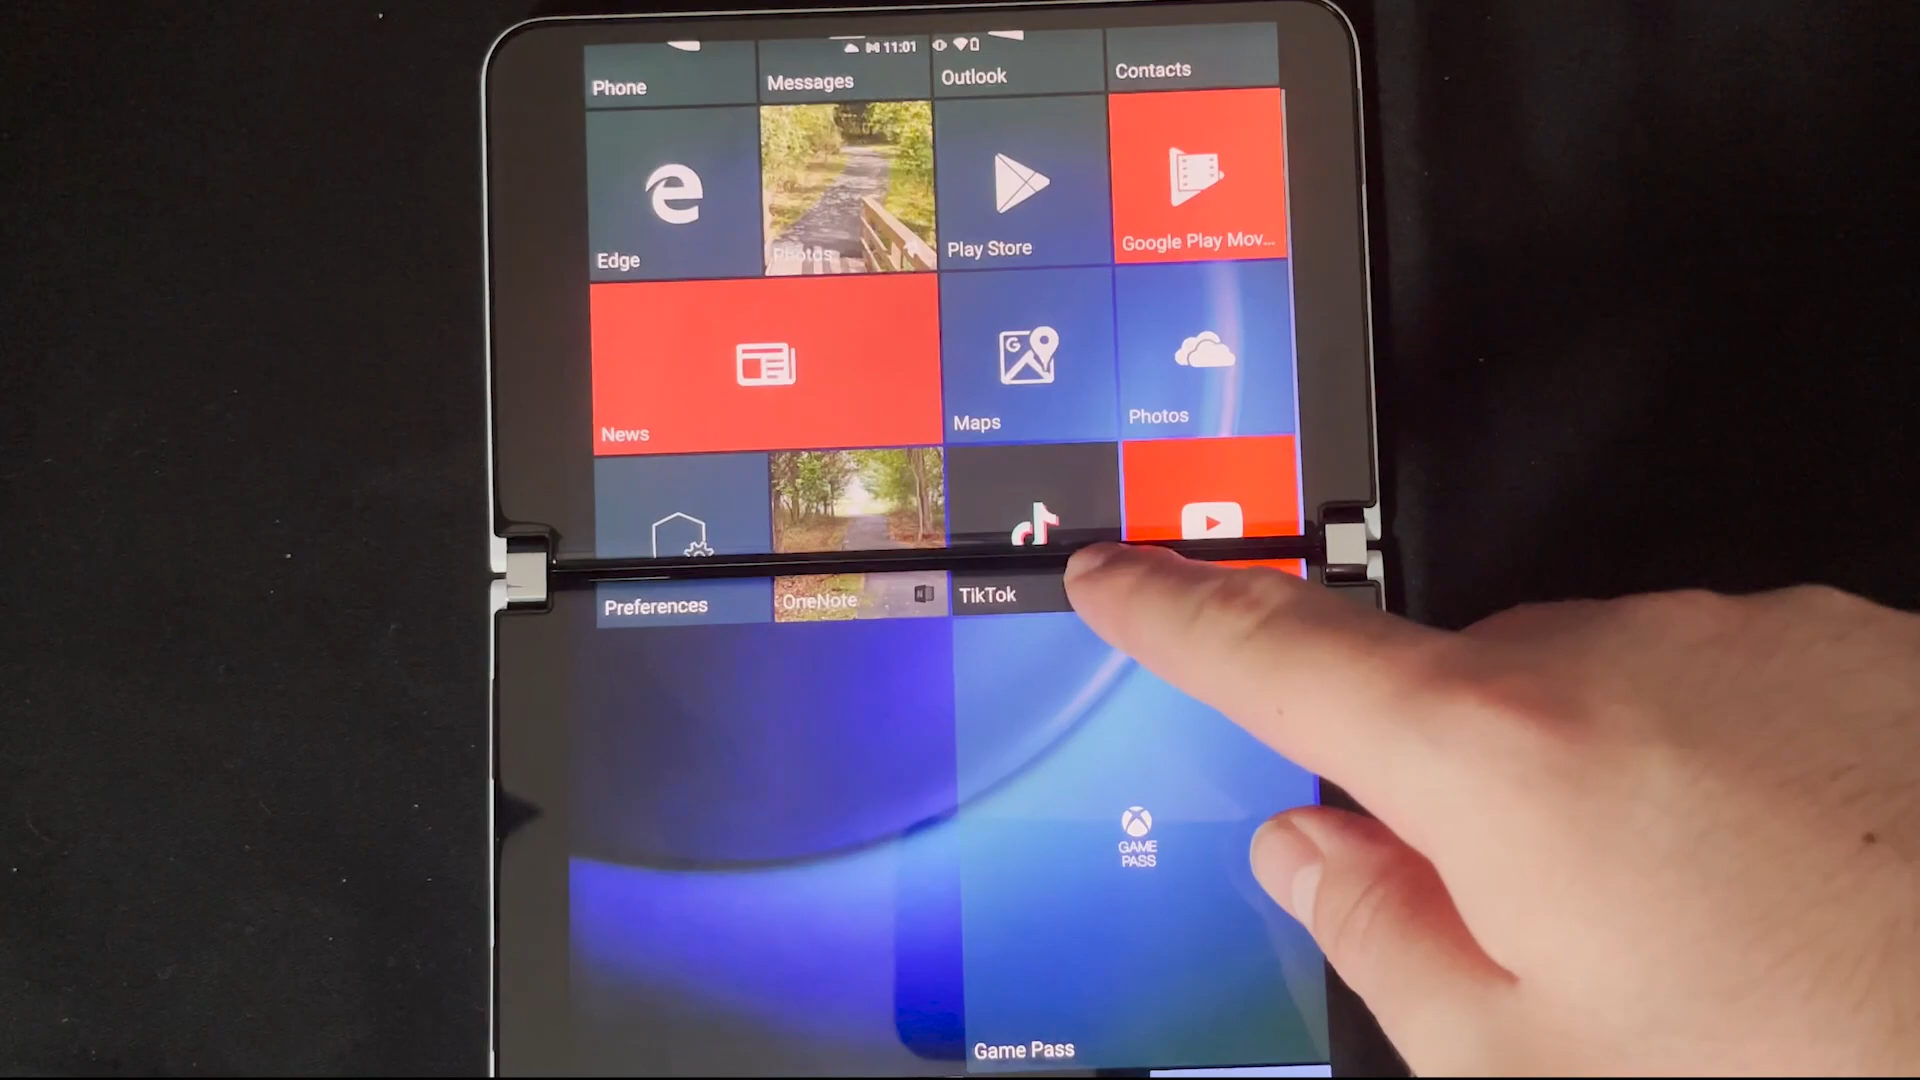 11:01
Phone
Messages
Outlook
Contacts
Edge
Photos
Play Store
Google Play Mov...
News
G
Maps
Photos
Preferences
OneNote
N
TikTok
GAME
PASS
Game Pass